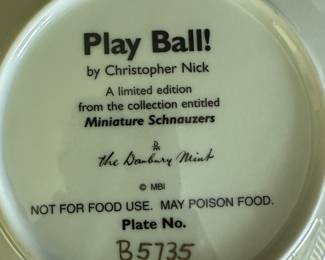 Play Ball!
by Christopher Nick
A limited edition
from the collection entitled
Miniature Schnauzers
the Danbury Mint
© MBI
NOT FOR FOOD USE. MAY POISON FOOD.
Plate No.
B5735